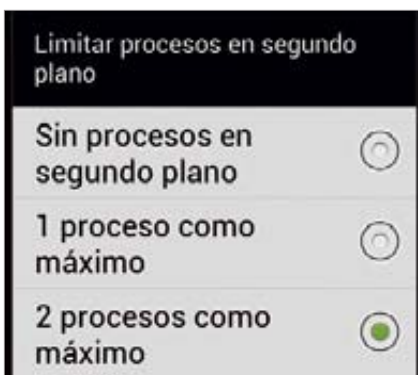 Limitar procesos en segundo
plano
Sin procesos en
segundo plano
1 proceso como
máximo
2 procesos como
máximo